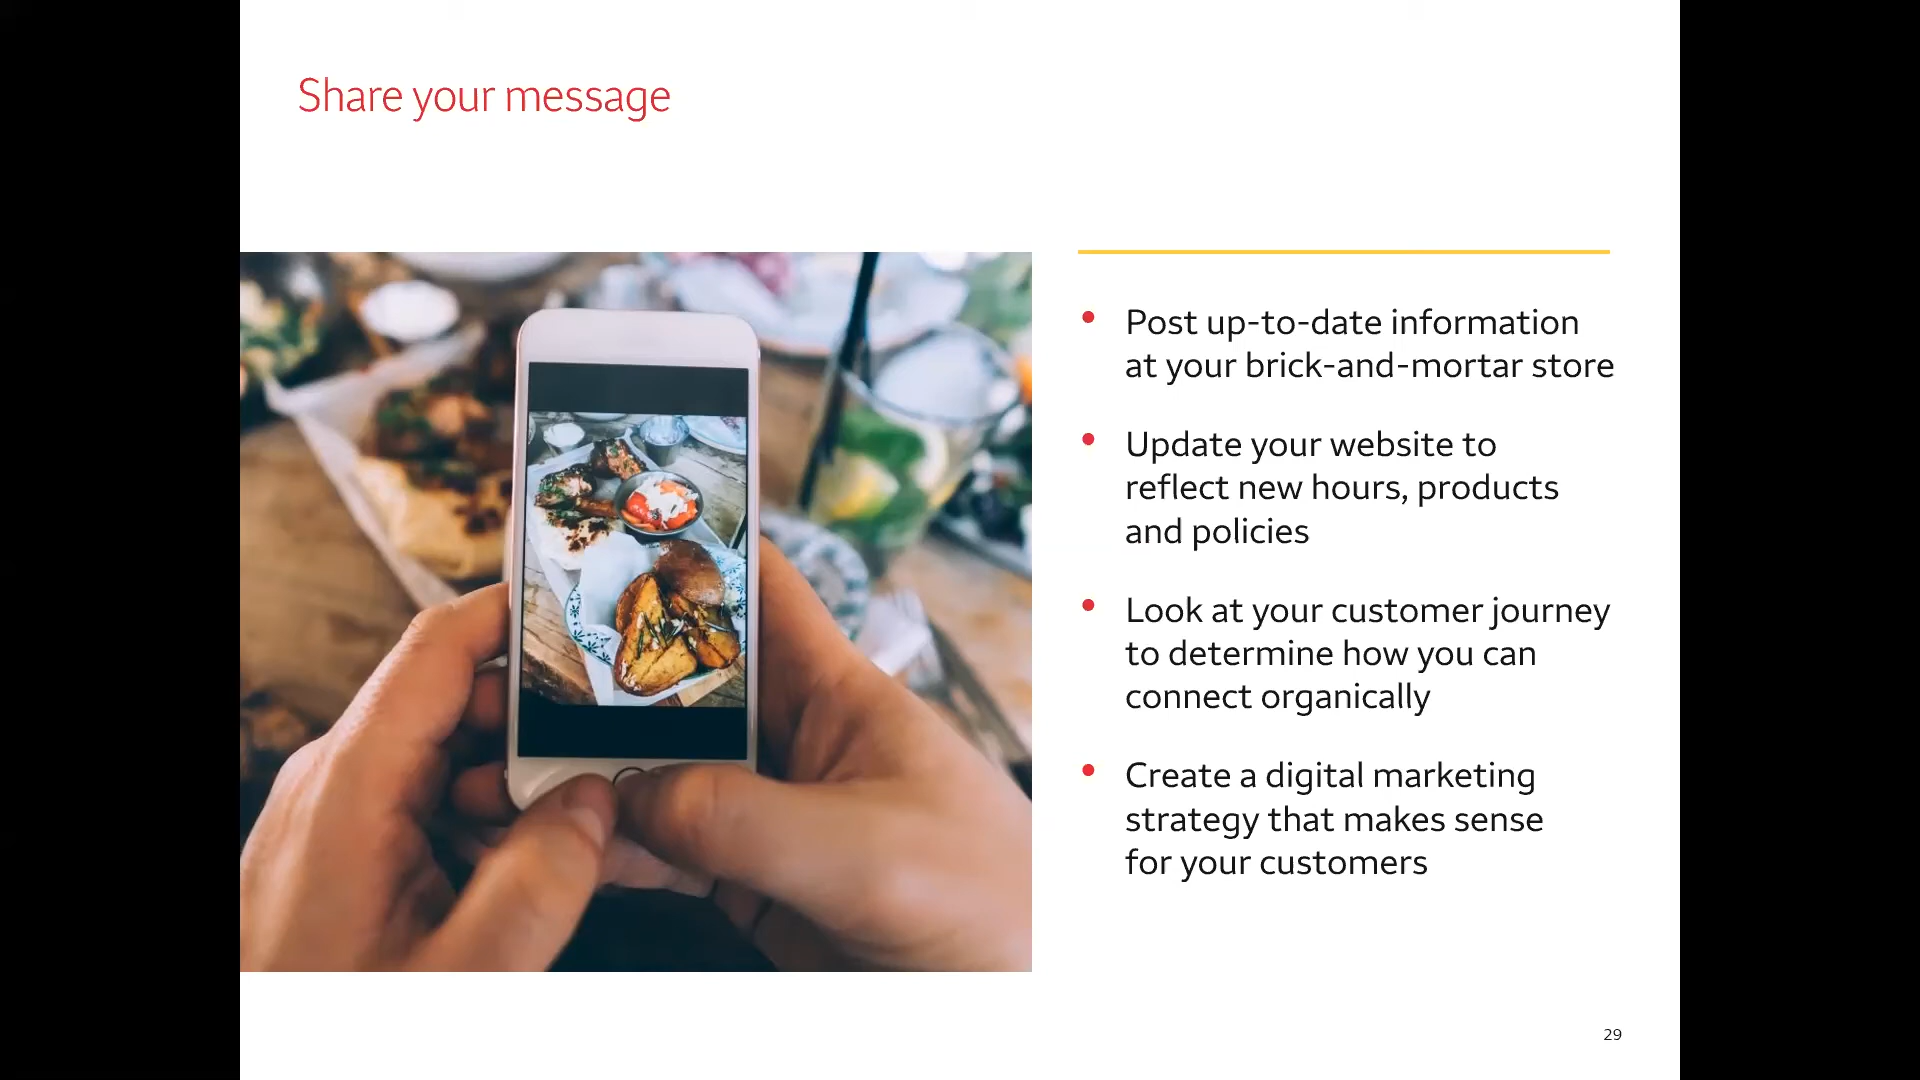 Share your message
• Post up-to-date information
at your brick-and-mortar store
• Update your website to
reflect new hours, products
and policies
• Look at your customer journey
to determine how you can
connect organically
• Create a digital marketing
strategy that makes sense
for your customers
29